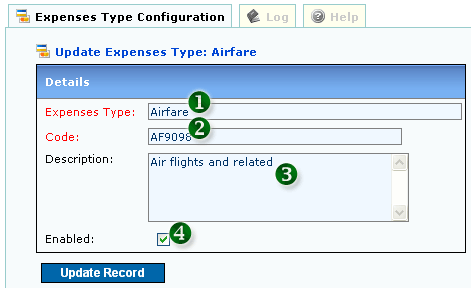 Expenses Type Configuration Log Help
Update Expenses Type: Airfare
Details
Expenses Type: Airfare 1
Code: AF9098 2
Description: Air flights and related 3
Enabled: 4
Update Record